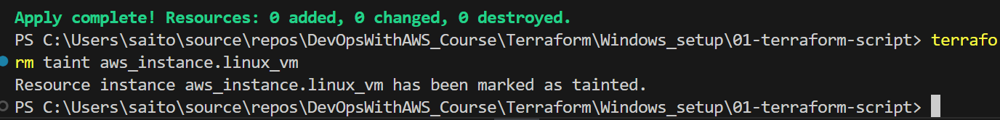 Apply complete! Resources: 0 added, 0 changed, 0 destroyed.
PS C:\Users\saito\source\repos\DevOpsWithAWS_Course\Terraform\Windows_setup\01-terraform-script> terrafo
rm taint aws_instance.linux_vm
Resource instance aws_instance.linux_vm has been marked as tainted.
PS C:\Users\saito\source\repos\DevOpsWithAWS_Course\Terraform\Windows_setup\01-terraform-script>